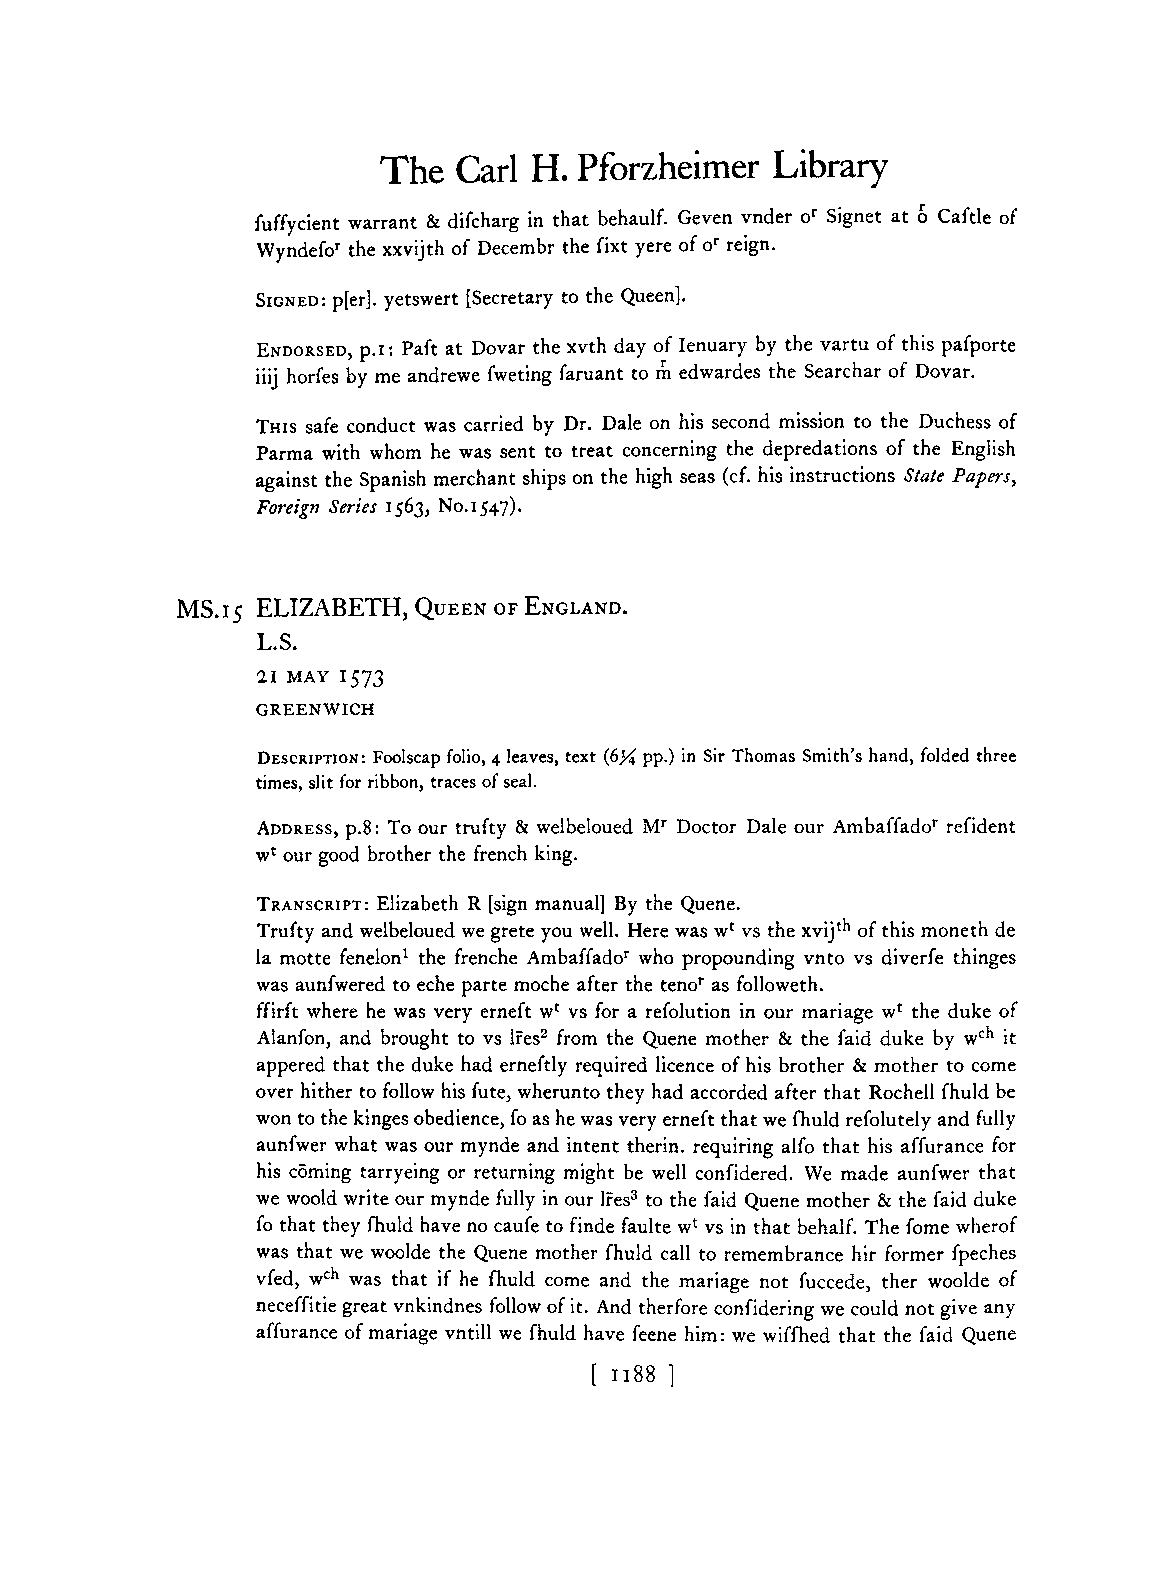 The Carl H. Pforzheimer Library
ſuffycient warrant & diſcharg in that behaulf. Geven vnder oʳ Signet at o᷺ Caſtle of
Wyndeſoʳ the xxvijth of Decembr the ſixt yere of oʳ reign.
SIGNED: p[er]. yetswert [Secretary to the Queen].
ENDORSED, p.1: Paſt at Dovar the xvth day of Ienuary by the vartu of this paſporte
iiij horſes by me andrewe ſweting ſaruant to m᷺ edwardes the Searchar of Dovar.
THIS safe conduct was carried by Dr. Dale on his second mission to the Duchess of
Parma with whom he was sent to treat concerning the depredations of the English
against the Spanish merchant ships on the high seas (cf. his instructions State Papers,
Foreign Series 1563, No.1547).
MS.15 ELIZABETH, QUEEN OF ENGLAND.
L.S.
21 MAY 1573
GREENWICH
DESCRIPTION: Foolscap folio, 4 leaves, text (6¼ pp.) in Sir Thomas Smith's hand, folded three
times, slit for ribbon, traces of seal.
ADDRESS, p.8: To our truſty & welbeloued Mʳ Doctor Dale our Ambaſſadoʳ reſident
wᵗ our good brother the french king.
TRANSCRIPT: Elizabeth R [sign manual] By the Quene.
Truſty and welbeloued we grete you well. Here was wᵗ vs the xvijᵗʰ of this moneth de
la motte fenelon¹ the frenche Ambaſſadoʳ who propounding vnto vs diverſe thinges
was aunſwered to eche parte moche after the tenoʳ as followeth.
ffirſt where he was very erneſt wᵗ vs for a reſolution in our mariage wᵗ the duke of
Alanſon, and brought to vs lr̄es² from the Quene mother & the ſaid duke by wᶜʰ it
appered that the duke had erneſtly required licence of his brother & mother to come
over hither to follow his ſute, wherunto they had accorded after that Rochell ſhuld be
won to the kinges obedience, ſo as he was very erneſt that we ſhuld reſolutely and fully
aunſwer what was our mynde and intent therin. requiring alſo that his aſſurance for
his cōming tarryeing or returning might be well conſidered. We made aunſwer that
we woold write our mynde fully in our lr̄es³ to the ſaid Quene mother & the ſaid duke
ſo that they ſhuld have no cauſe to finde faulte wᵗ vs in that behalf. The ſome wherof
was that we woolde the Quene mother ſhuld call to remembrance hir former ſpeches
vſed, wᶜʰ was that if he ſhuld come and the mariage not ſuccede, ther woolde of
neceſſitie great vnkindnes follow of it. And therfore conſidering we could not give any
aſſurance of mariage vntill we ſhuld have ſeene him: we wiſſhed that the ſaid Quene
[ 1188 ]